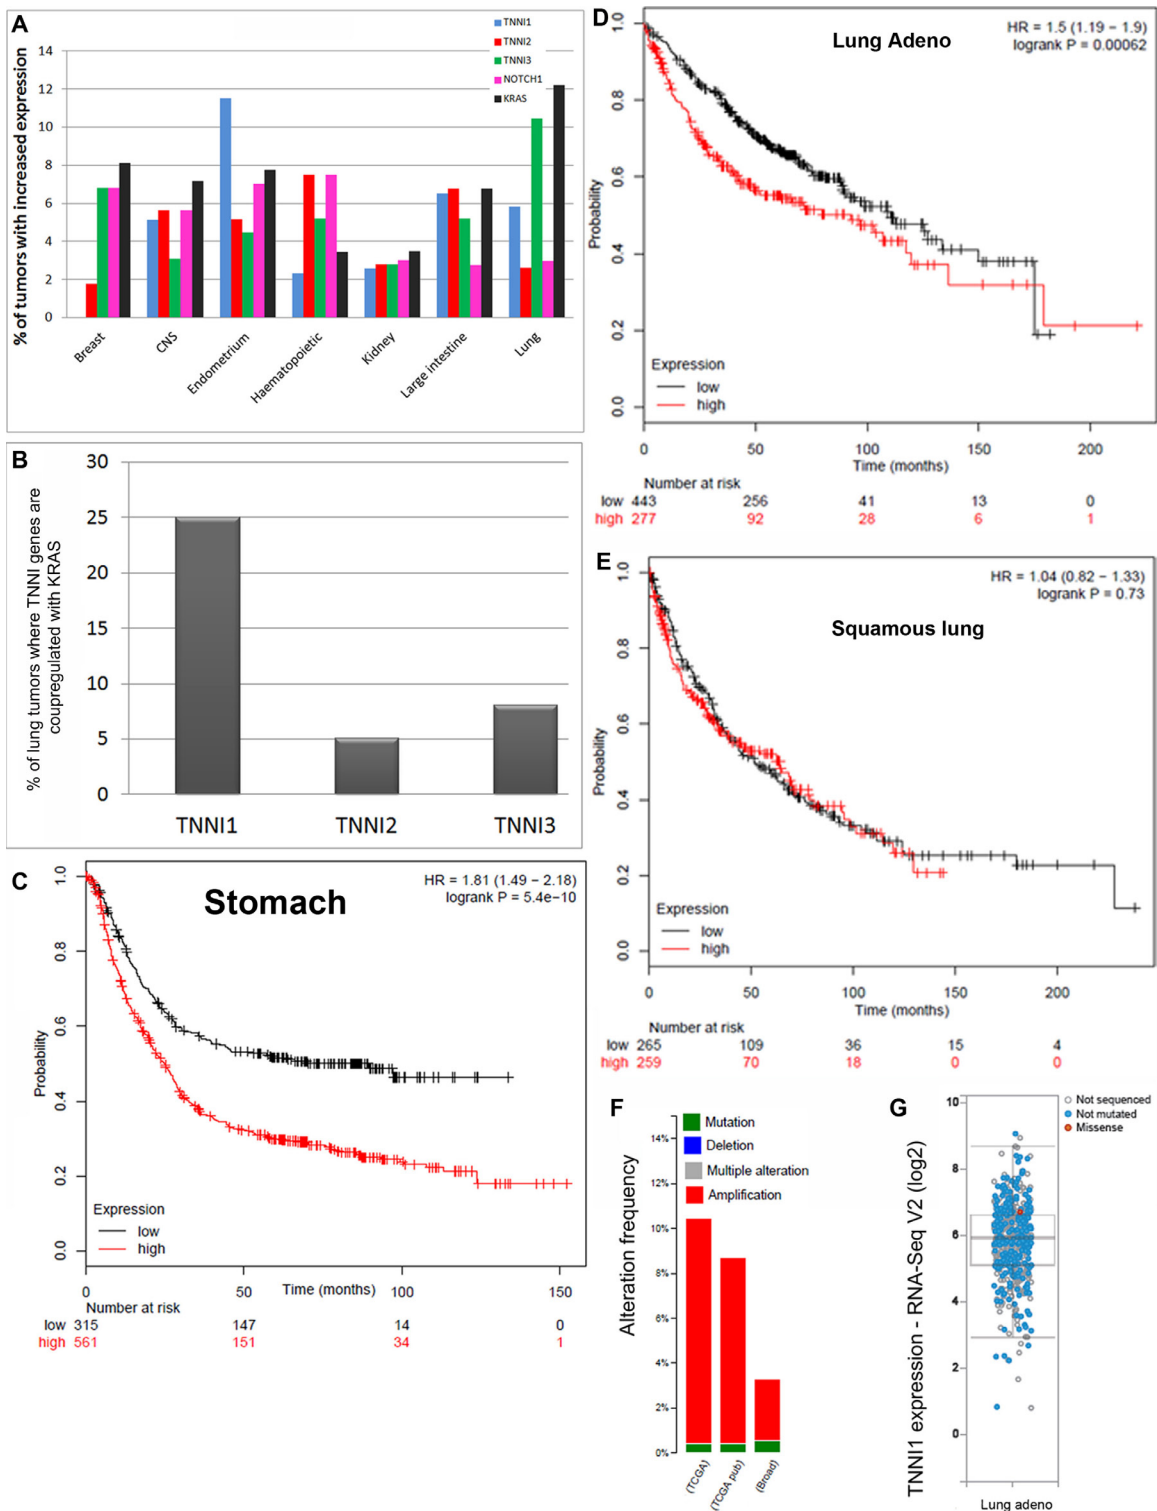 A
TNNI1
TNNI2
TNNI3
NOTCH1
KRAS
% of tumors with increased expression
14
12
10
8
6
4
2
0
Breast
CNS
Endometrium
Haematopoietic
Kidney
Large intestine
Lung
B
% of lung tumors where TNNI genes are
coupregulated with KRAS
30
25
20
15
10
5
0
TNNI1
TNNI2
TNNI3
C
Stomach
HR = 1.81 (1.49 − 2.18)
logrank P = 5.4e−10
Probability
1.0
0.8
0.6
0.4
0.2
0.0
Expression
low
high
0 50 100 150
Time (months)
Number at risk
low 315 147 14 0
high 561 151 34 1
D
Lung Adeno
HR = 1.5 (1.19 − 1.9)
logrank P = 0.00062
Probability
1.0
0.8
0.6
0.4
0.2
0.0
Expression
low
high
0 50 100 150 200
Time (months)
Number at risk
low 443 256 41 13 0
high 277 92 28 6 1
E
Squamous lung
HR = 1.04 (0.82 − 1.33)
logrank P = 0.73
Probability
1.0
0.8
0.6
0.4
0.2
0.0
Expression
low
high
0 50 100 150 200
Time (months)
Number at risk
low 265 109 36 15 4
high 259 70 18 0 0
F
Mutation
Deletion
Multiple alteration
Amplification
Alteration frequency
14%
12%
10%
8%
6%
4%
2%
0%
(TCGA)
(TCGA pub)
(Broad)
G
Not sequenced
Not mutated
Missense
TNNI1 expression - RNA-Seq V2 (log2)
10
8
6
4
2
0
Lung adeno